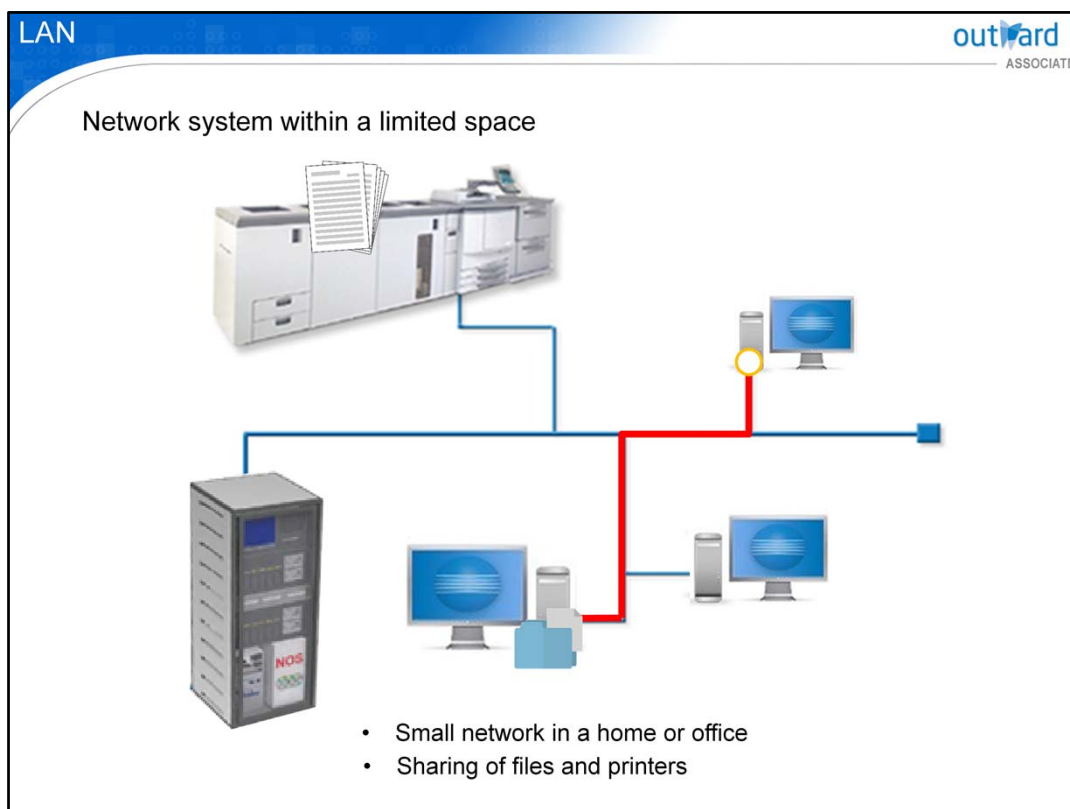 LAN
outward
ASSOCIATE
Network system within a limited space
NOS
• Small network in a home or office
• Sharing of files and printers